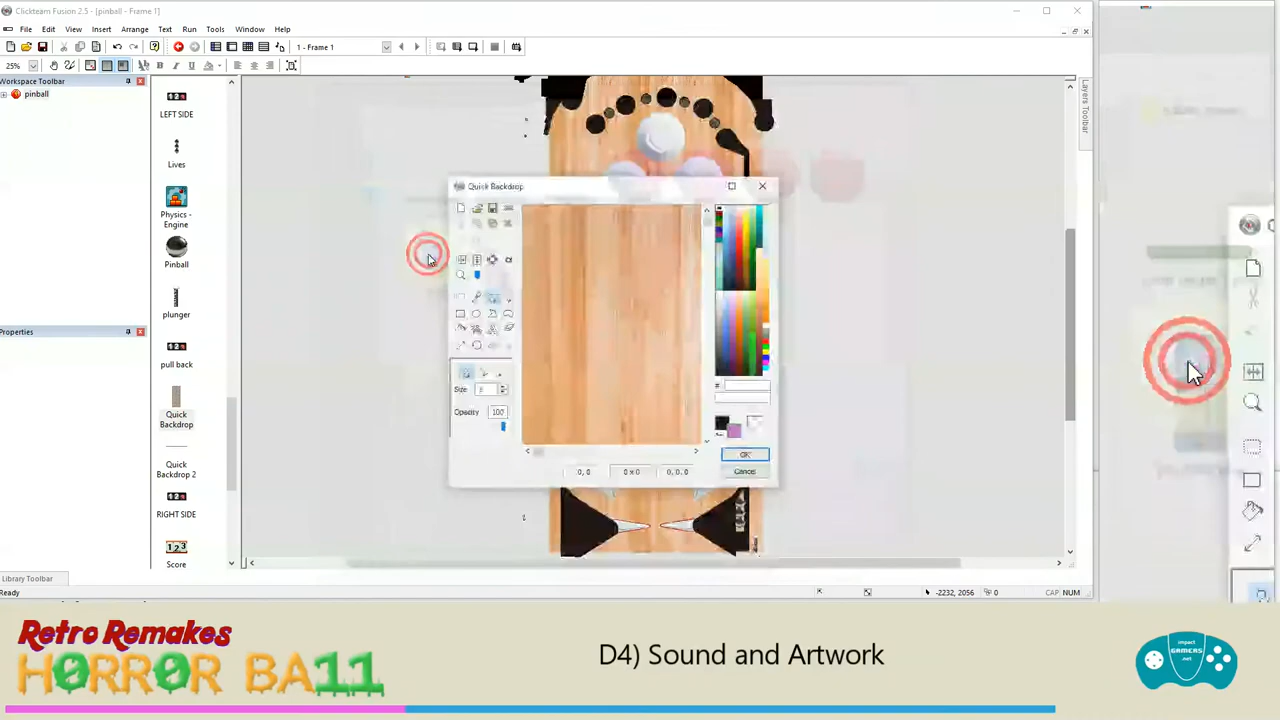 Clickteam Fusion 2.5 - [pinball - Frame 1]
File Edit View Insert Arrange Text Run Tools Window Help
1 - Frame 1
25%
Workspace Toolbar
pinball
Properties
Library Toolbar
Ready
LEFT SIDE
Lives
Physics -
Engine
Pinball
plunger
pull back
Quick
Backdrop
Quick
Backdrop 2
RIGHT SIDE
Score
Layers Toolbar
Quick Backdrop
Size
Opacity 100
#
OK
Cancel
0, 0 0 x 0 0, 0, 0
-2232, 2056 0 CAP NUM
Retro Remakes
HORROR BA11
D4) Sound and Artwork
impact
GAMERS
.net